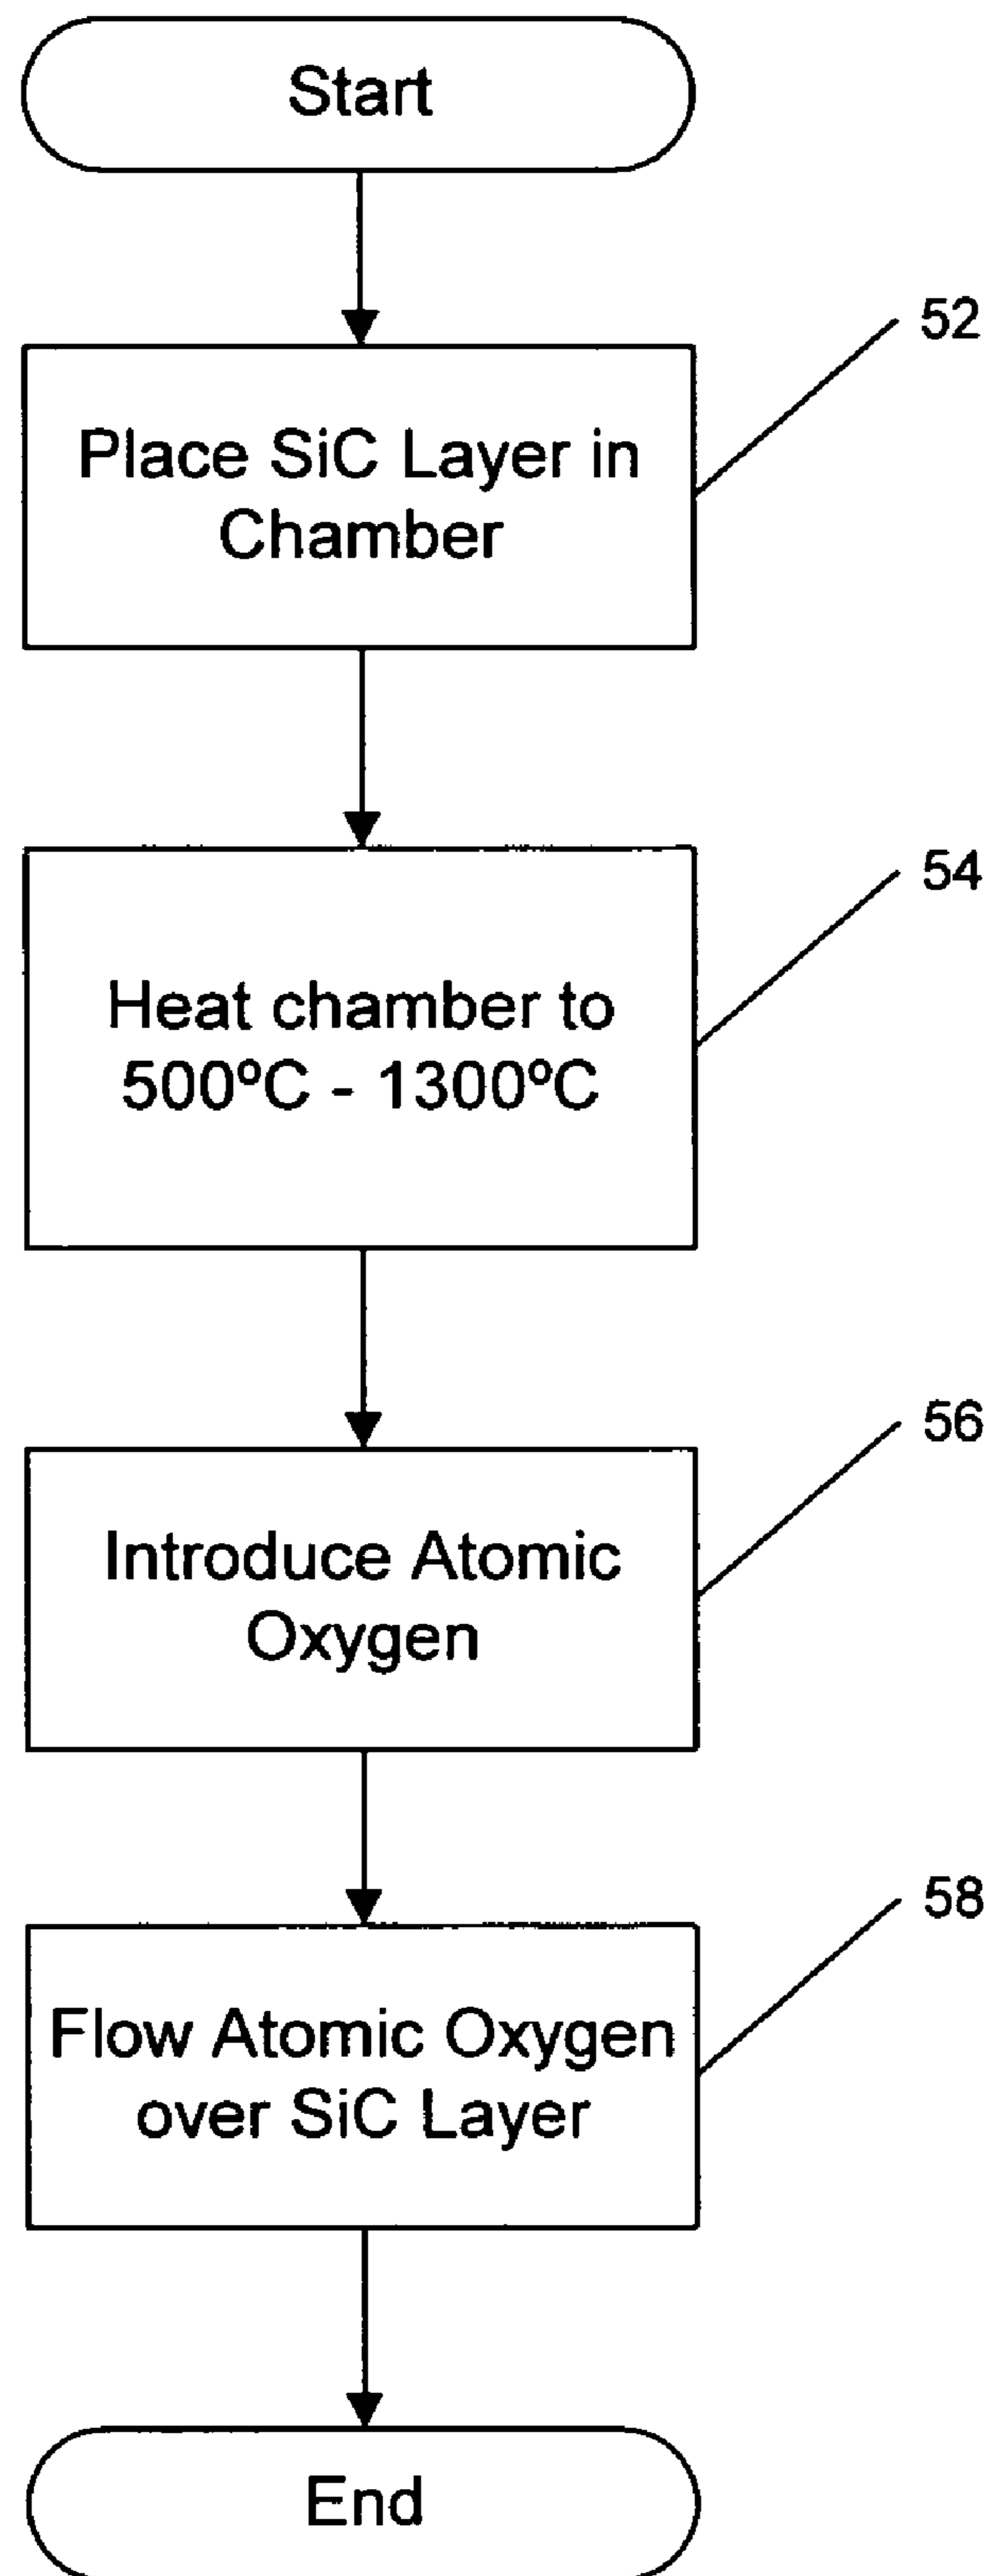 Start
52
Place SiC Layer in
Chamber
54
Heat chamber to
500ºC - 1300ºC
56
Introduce Atomic
Oxygen
58
Flow Atomic Oxygen
over SiC Layer
End